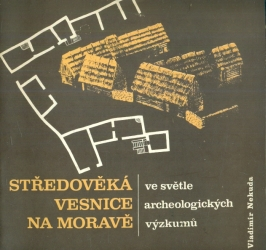 STŘEDOVĚKÁ
VESNICE
NA MORAVĚ
ve světle
archeologických
výzkumů
Vladimír Nekuda